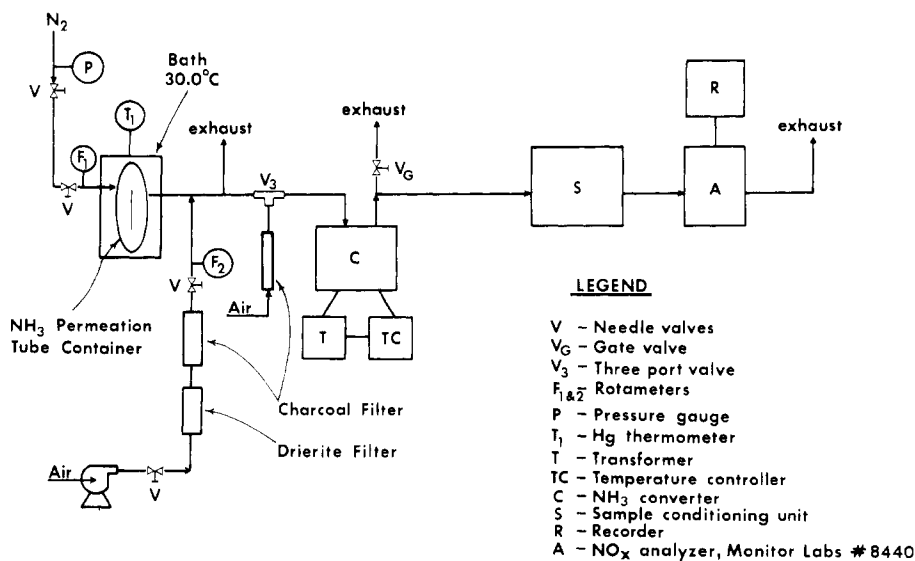 N2
P
V
Bath
30.0°C
T1
exhaust
F1
V
V3
VG
exhaust
R
S
A
exhaust
C
F2
V
Air
T
TC
NH3 Permeation
Tube Container
Charcoal Filter
Drierite Filter
Air
V
LEGEND
V – Needle valves
VG – Gate valve
V3 – Three port valve
F1&2 – Rotameters
P – Pressure gauge
T1 – Hg thermometer
T – Transformer
TC – Temperature controller
C – NH3 converter
S – Sample conditioning unit
R – Recorder
A – NOx analyzer, Monitor Labs #8440